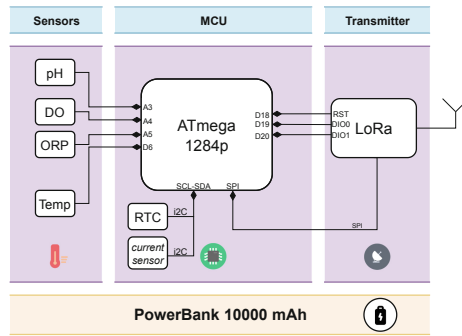 Sensors
MCU
Transmitter
pH
DO
ORP
Temp
A3
A4
A5
D6
ATmega
1284p
D18
D19
D20
SCL-SDA
SPI
RST
DIO0
DIO1
LoRa
RTC
i2C
current
sensor
i2C
SPI
PowerBank 10000 mAh